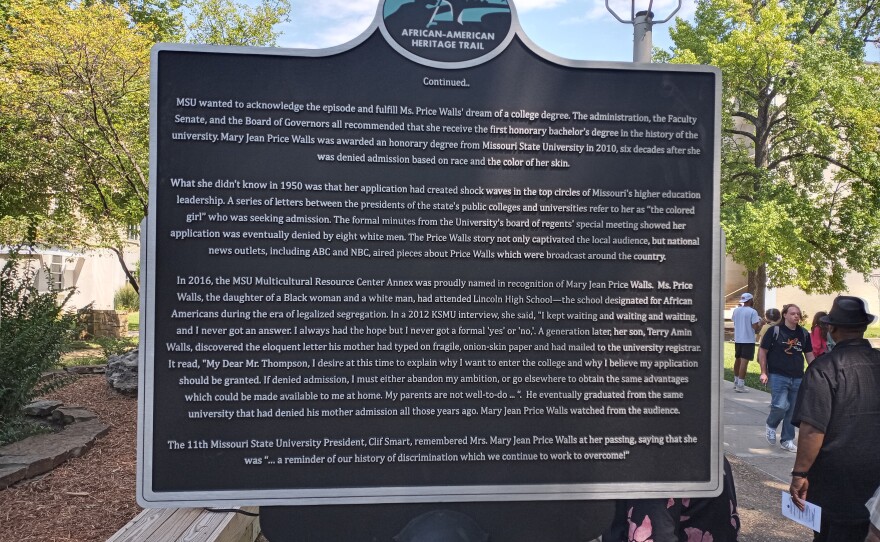 AFRICAN-AMERICAN
HERITAGE TRAIL
Continued..
MSU wanted to acknowledge the episode and fulfill Ms. Price Walls' dream of a college degree. The administration, the Faculty
Senate, and the Board of Governors all recommended that she receive the first honorary bachelor's degree in the history of the
university. Mary Jean Price Walls was awarded an honorary degree from Missouri State University in 2010, six decades after she
was denied admission based on race and the color of her skin.
What she didn't know in 1950 was that her application had created shock waves in the top circles of Missouri's higher education
leadership. A series of letters between the presidents of the state's public colleges and universities refer to her as "the colored
girl" who was seeking admission. The formal minutes from the University's board of regents' special meeting showed her
application was eventually denied by eight white men. The Price Walls story not only captivated the local audience, but national
news outlets, including ABC and NBC, aired pieces about Price Walls which were broadcast around the country.
In 2016, the MSU Multicultural Resource Center Annex was proudly named in recognition of Mary Jean Price Walls. Ms. Price
Walls, the daughter of a Black woman and a white man, had attended Lincoln High School—the school designated for African
Americans during the era of legalized segregation. In a 2012 KSMU interview, she said, "I kept waiting and waiting and waiting,
and I never got an answer. I always had the hope but I never got a formal 'yes' or 'no,'. A generation later, her son, Terry Amin
Walls, discovered the eloquent letter his mother had typed on fragile, onion-skin paper and had mailed to the university registrar.
It read, "My Dear Mr. Thompson, I desire at this time to explain why I want to enter the college and why I believe my application
should be granted. If denied admission, I must either abandon my ambition, or go elsewhere to obtain the same advantages
which could be made available to me at home. My parents are not well-to-do ... ". He eventually graduated from the same
university that had denied his mother admission all those years ago. Mary Jean Price Walls watched from the audience.
The 11th Missouri State University President, Clif Smart, remembered Mrs. Mary Jean Price Walls at her passing, saying that she
was "... a reminder of our history of discrimination which we continue to work to overcome!"